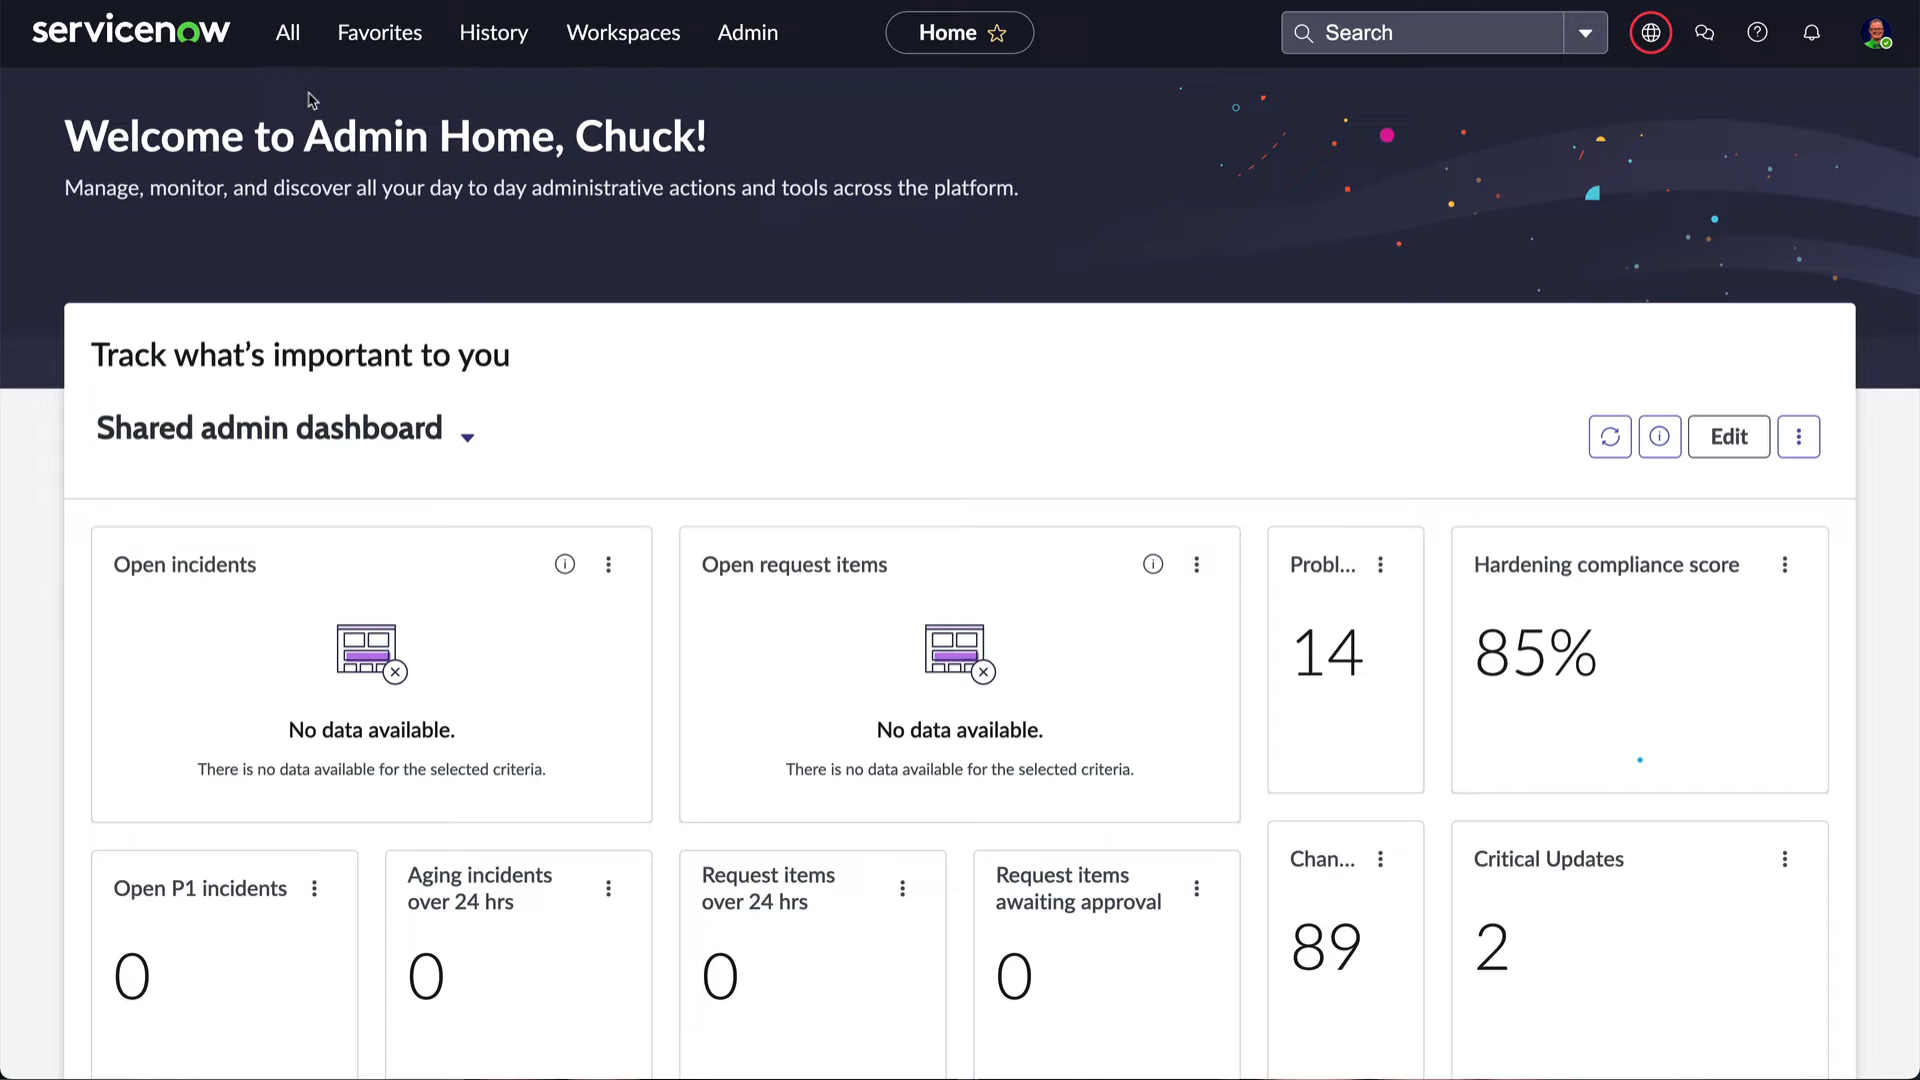 servicenow
All
Favorites
History
Workspaces
Admin
Home
Search
Welcome to Admin Home, Chuck!
Manage, monitor, and discover all your day to day administrative actions and tools across the platform.
Track what's important to you
Shared admin dashboard
Edit
Open incidents
No data available.
There is no data available for the selected criteria.
Open request items
No data available.
There is no data available for the selected criteria.
Probl...
14
Hardening compliance score
85%
Open P1 incidents
0
Aging incidents
over 24 hrs
0
Request items
over 24 hrs
0
Request items
awaiting approval
0
Chan...
89
Critical Updates
2